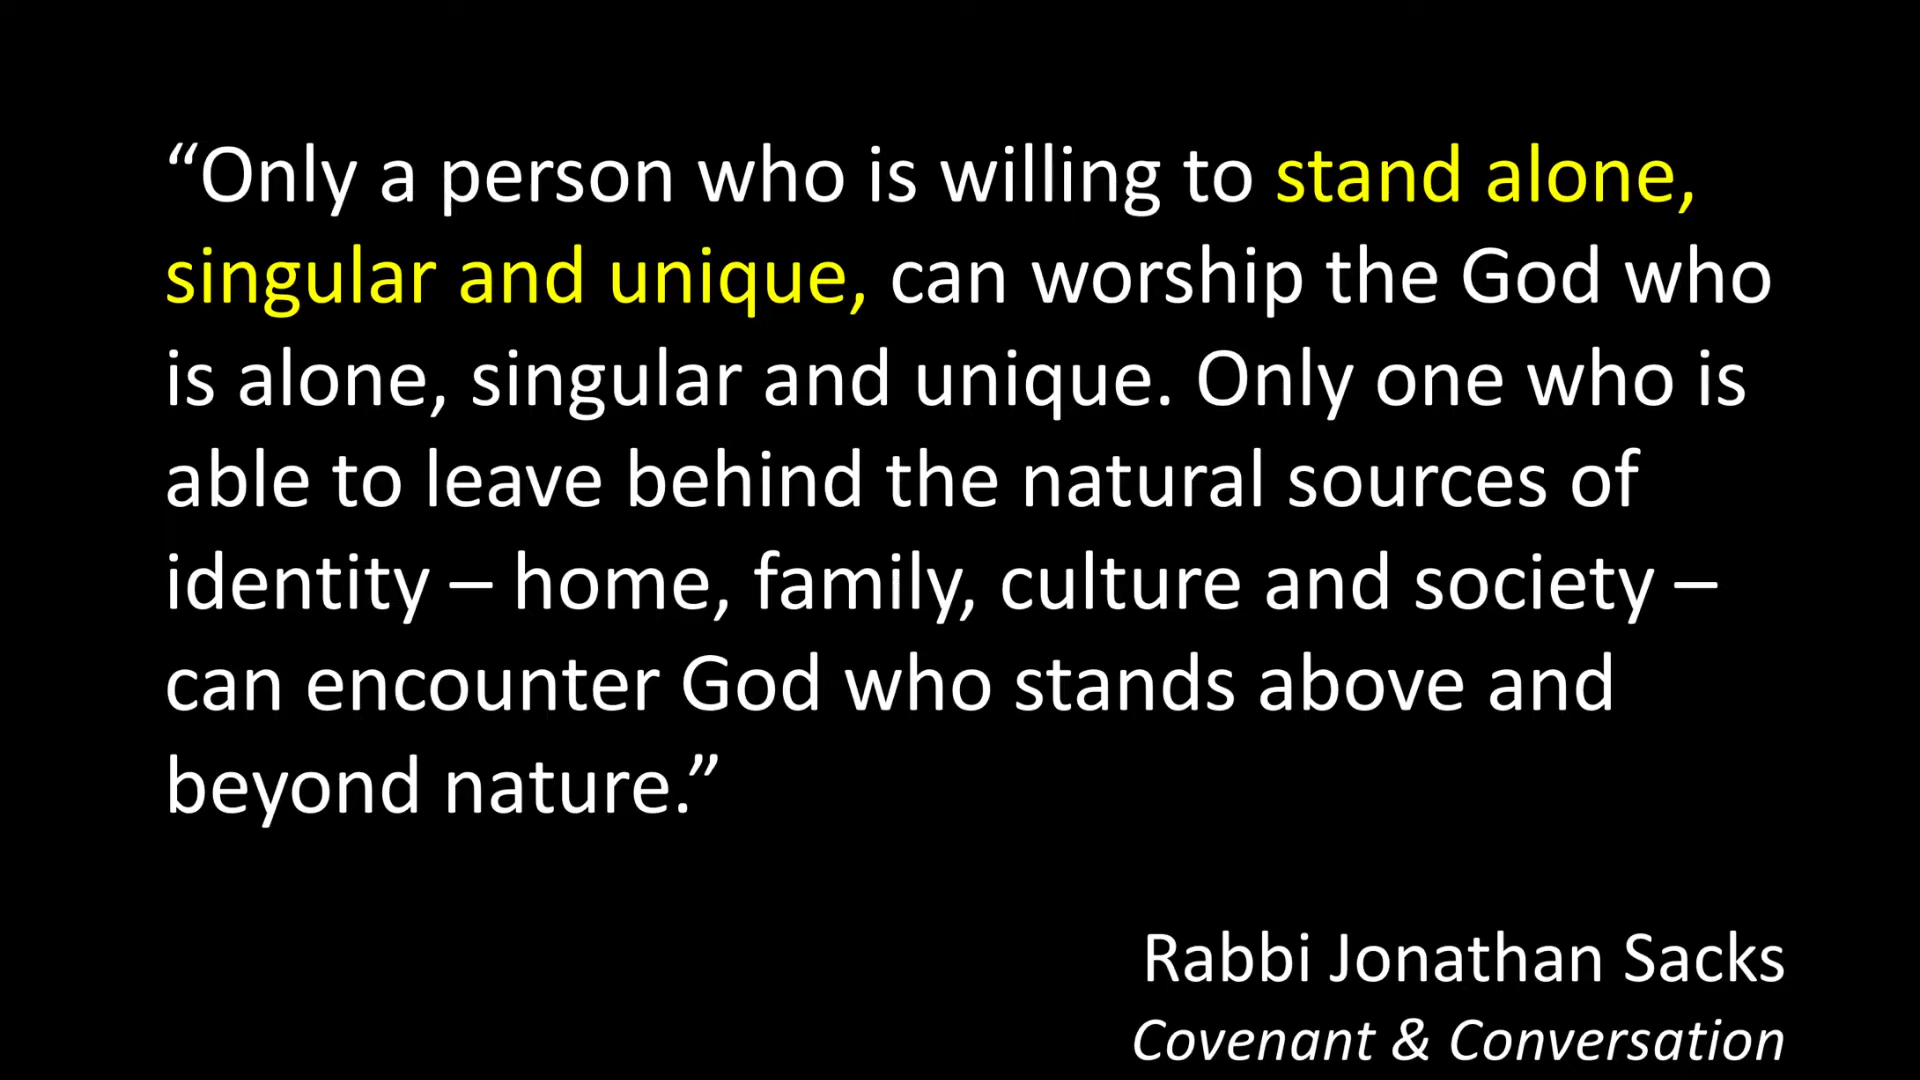 “Only a person who is willing to stand alone,
singular and unique, can worship the God who
is alone, singular and unique. Only one who is
able to leave behind the natural sources of
identity – home, family, culture and society –
can encounter God who stands above and
beyond nature.”
Rabbi Jonathan Sacks
Covenant & Conversation